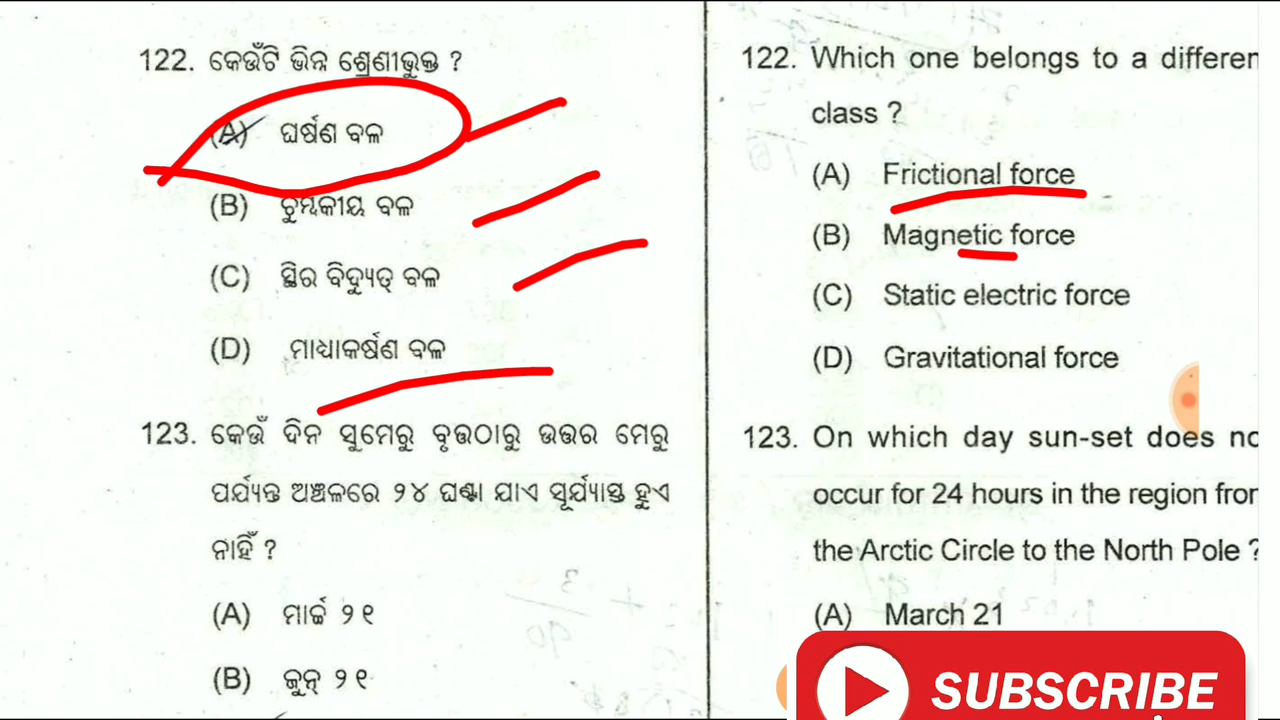 122. କେଉଁଟି ଭିନ୍ନ ଶ୍ରେଣୀଭୁକ୍ତ ?
(A) ଘର୍ଷଣ ବଳ
(B) ଚୁମ୍ବକୀୟ ବଳ
(C) ସ୍ଥିର ବିଦ୍ୟୁତ୍ ବଳ
(D) ମାଧ୍ୟାକର୍ଷଣ ବଳ
123. କେଉଁ ଦିନ ସୁମେରୁ ବୃତ୍ତଠାରୁ ଉତ୍ତର ମେରୁ
ପର୍ଯ୍ୟନ୍ତ ଅଞ୍ଚଳରେ ୨୪ ଘଣ୍ଟା ଯାଏ ସୂର୍ଯ୍ୟାସ୍ତ ହୁଏ
ନାହିଁ ?
(A) ମାର୍ଚ୍ଚ ୨୧
(B) ଜୁନ୍ ୨୧
122. Which one belongs to a differen
class ?
(A) Frictional force
(B) Magnetic force
(C) Static electric force
(D) Gravitational force
123. On which day sun-set does no
occur for 24 hours in the region fror
the Arctic Circle to the North Pole ?
(A) March 21
SUBSCRIBE